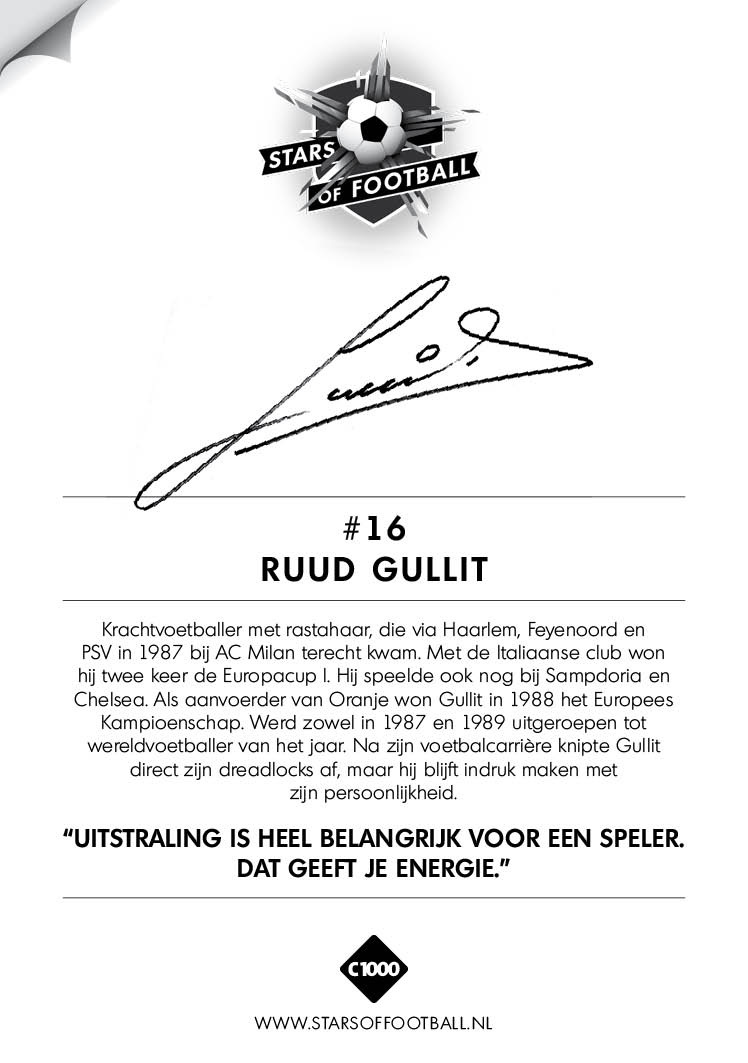 STARS
OF FOOTBALL
#16
RUUD GULLIT
Krachtvoetballer met rastahaar, die via Haarlem, Feyenoord en
PSV in 1987 bij AC Milan terecht kwam. Met de Italiaanse club won
hij twee keer de Europacup I. Hij speelde ook nog bij Sampdoria en
Chelsea. Als aanvoerder van Oranje won Gullit in 1988 het Europees
Kampioenschap. Werd zowel in 1987 en 1989 uitgeroepen tot
wereldvoetballer van het jaar. Na zijn voetbalcarrière knipte Gullit
direct zijn dreadlocks af, maar hij blijft indruk maken met
zijn persoonlijkheid.
“UITSTRALING IS HEEL BELANGRIJK VOOR EEN SPELER.
DAT GEEFT JE ENERGIE.”
C1000
WWW.STARSOFFOOTBALL.NL